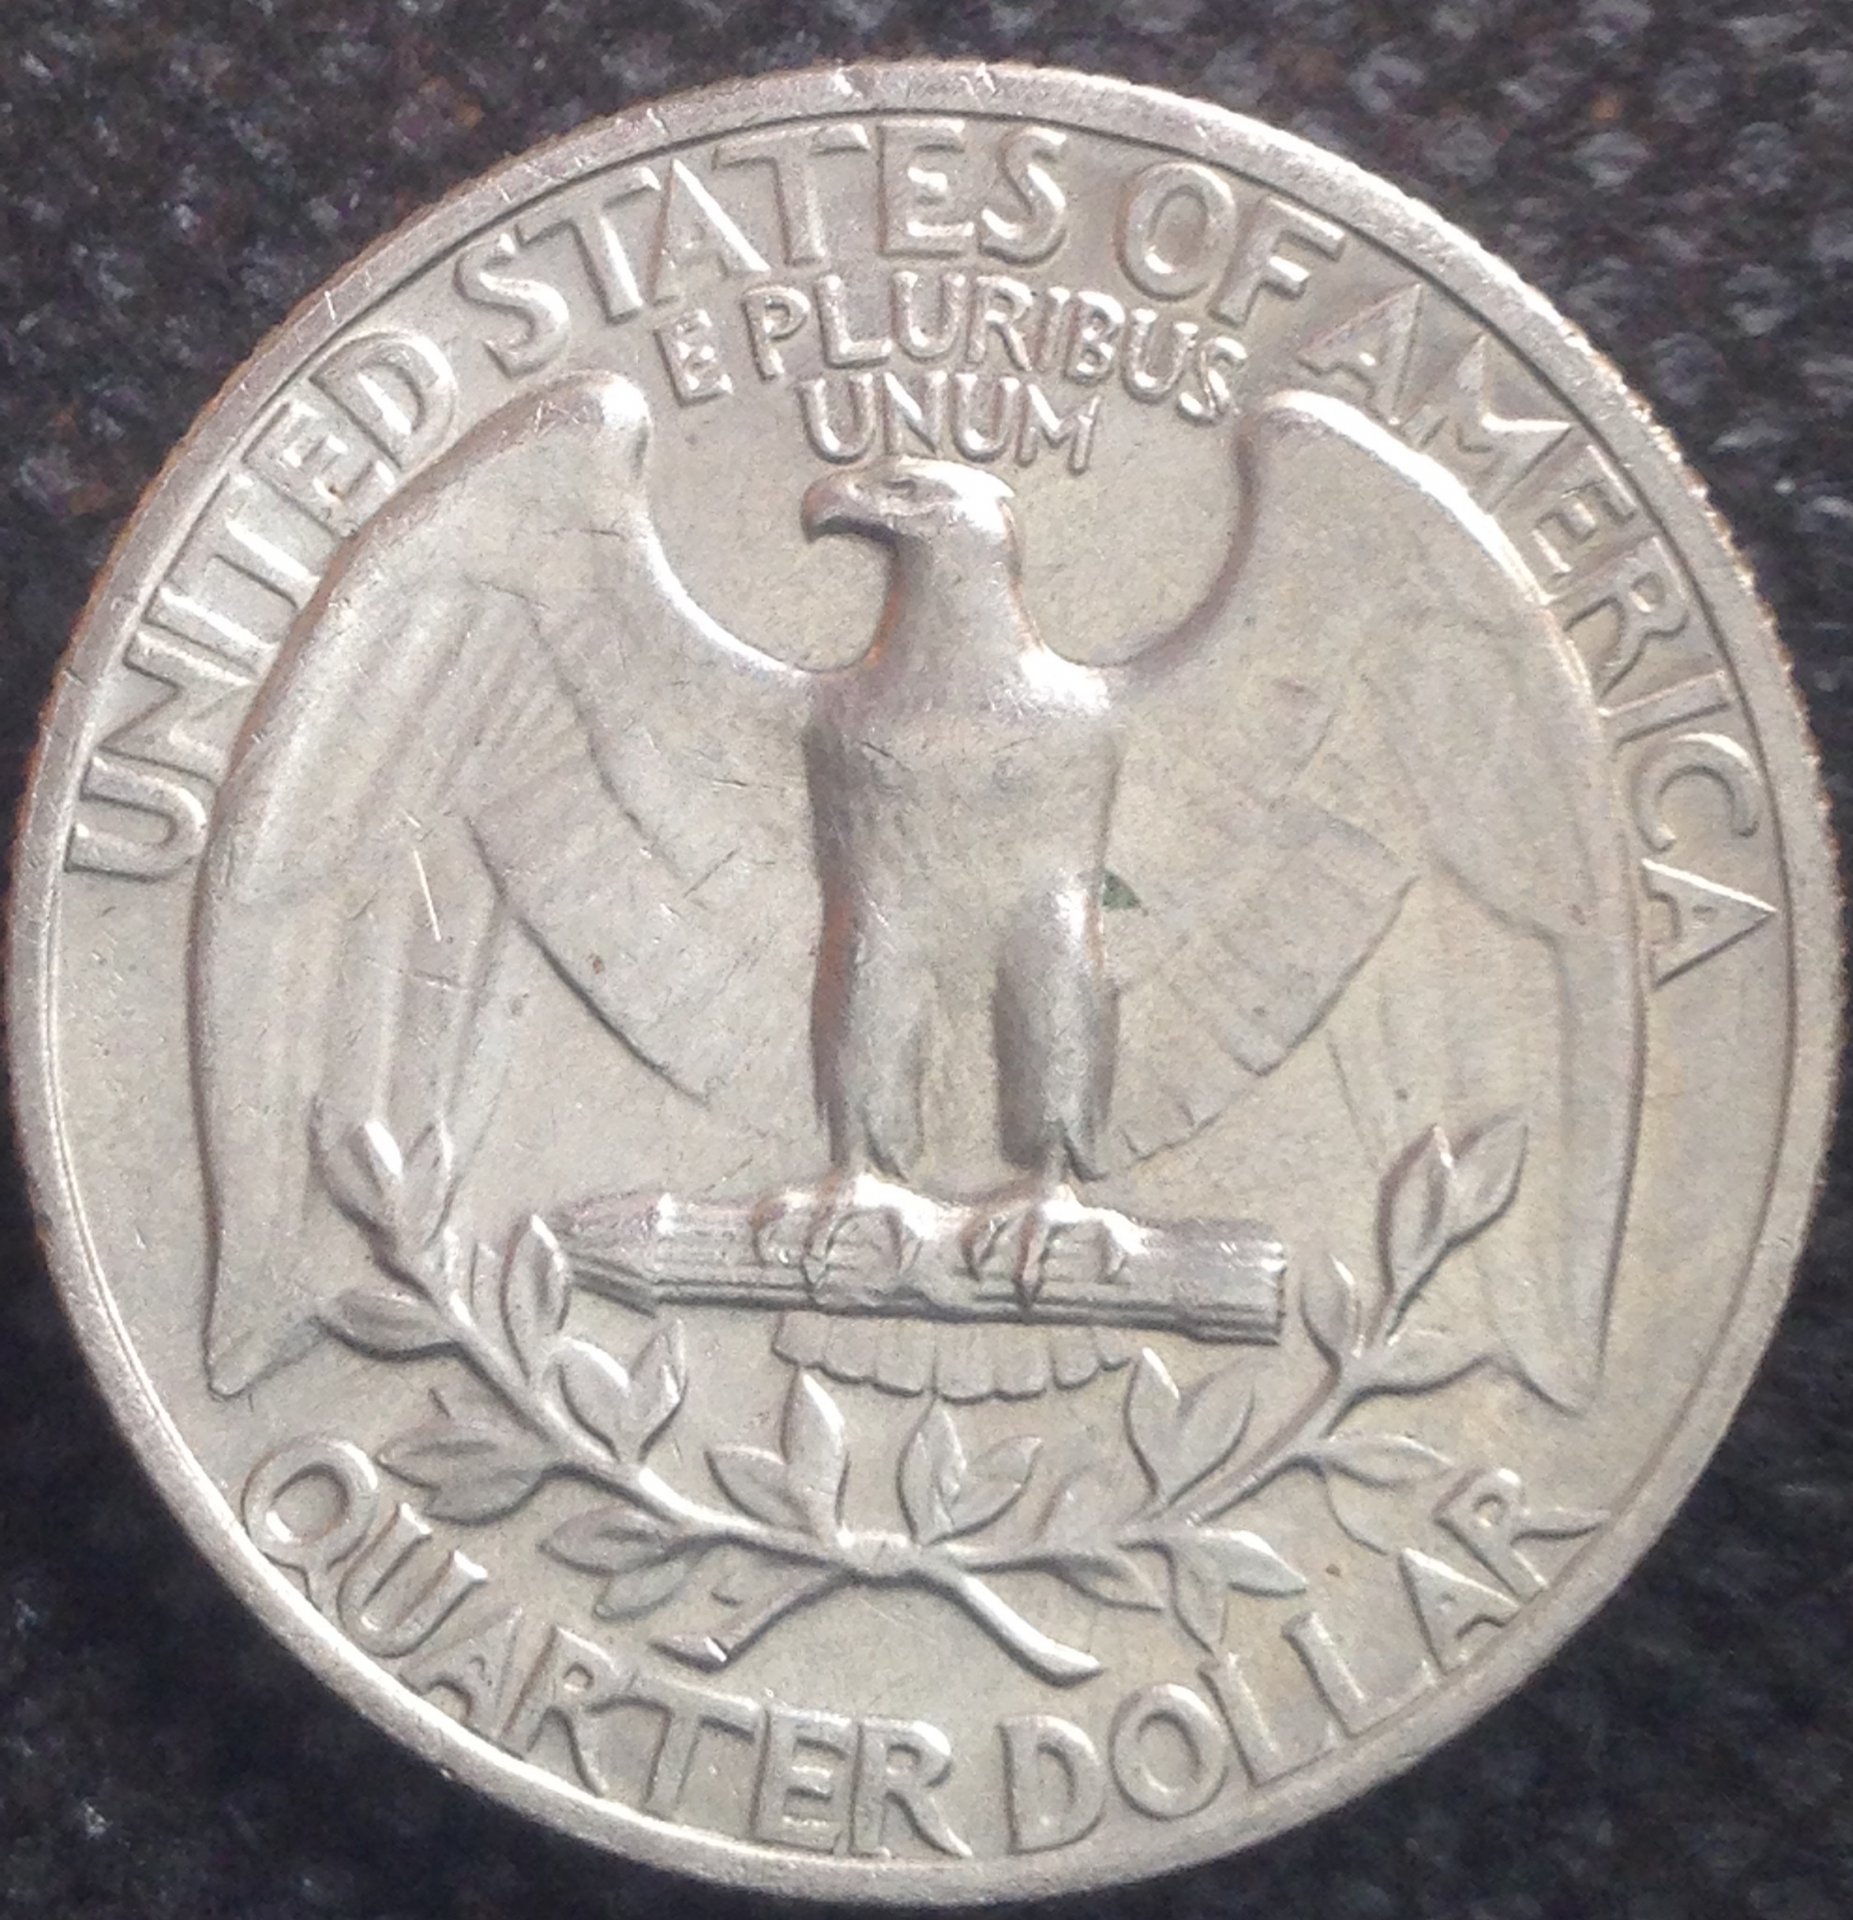 UNITED STATES OF AMERICA
E PLURIBUS
UNUM
QUARTER DOLLAR